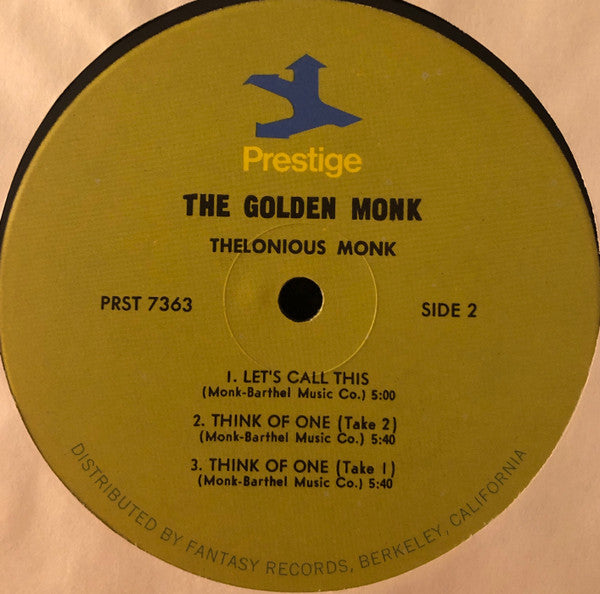 Prestige
THE GOLDEN MONK
THELONIOUS MONK
PRST 7363
SIDE 2
1. LET'S CALL THIS
(Monk-Barthel Music Co.) 5:00
2. THINK OF ONE (Take 2)
(Monk-Barthel Music Co.) 5:40
3. THINK OF ONE (Take 1)
(Monk-Barthel Music Co.) 5:40
DISTRIBUTED BY FANTASY RECORDS, BERKELEY, CALIFORNIA